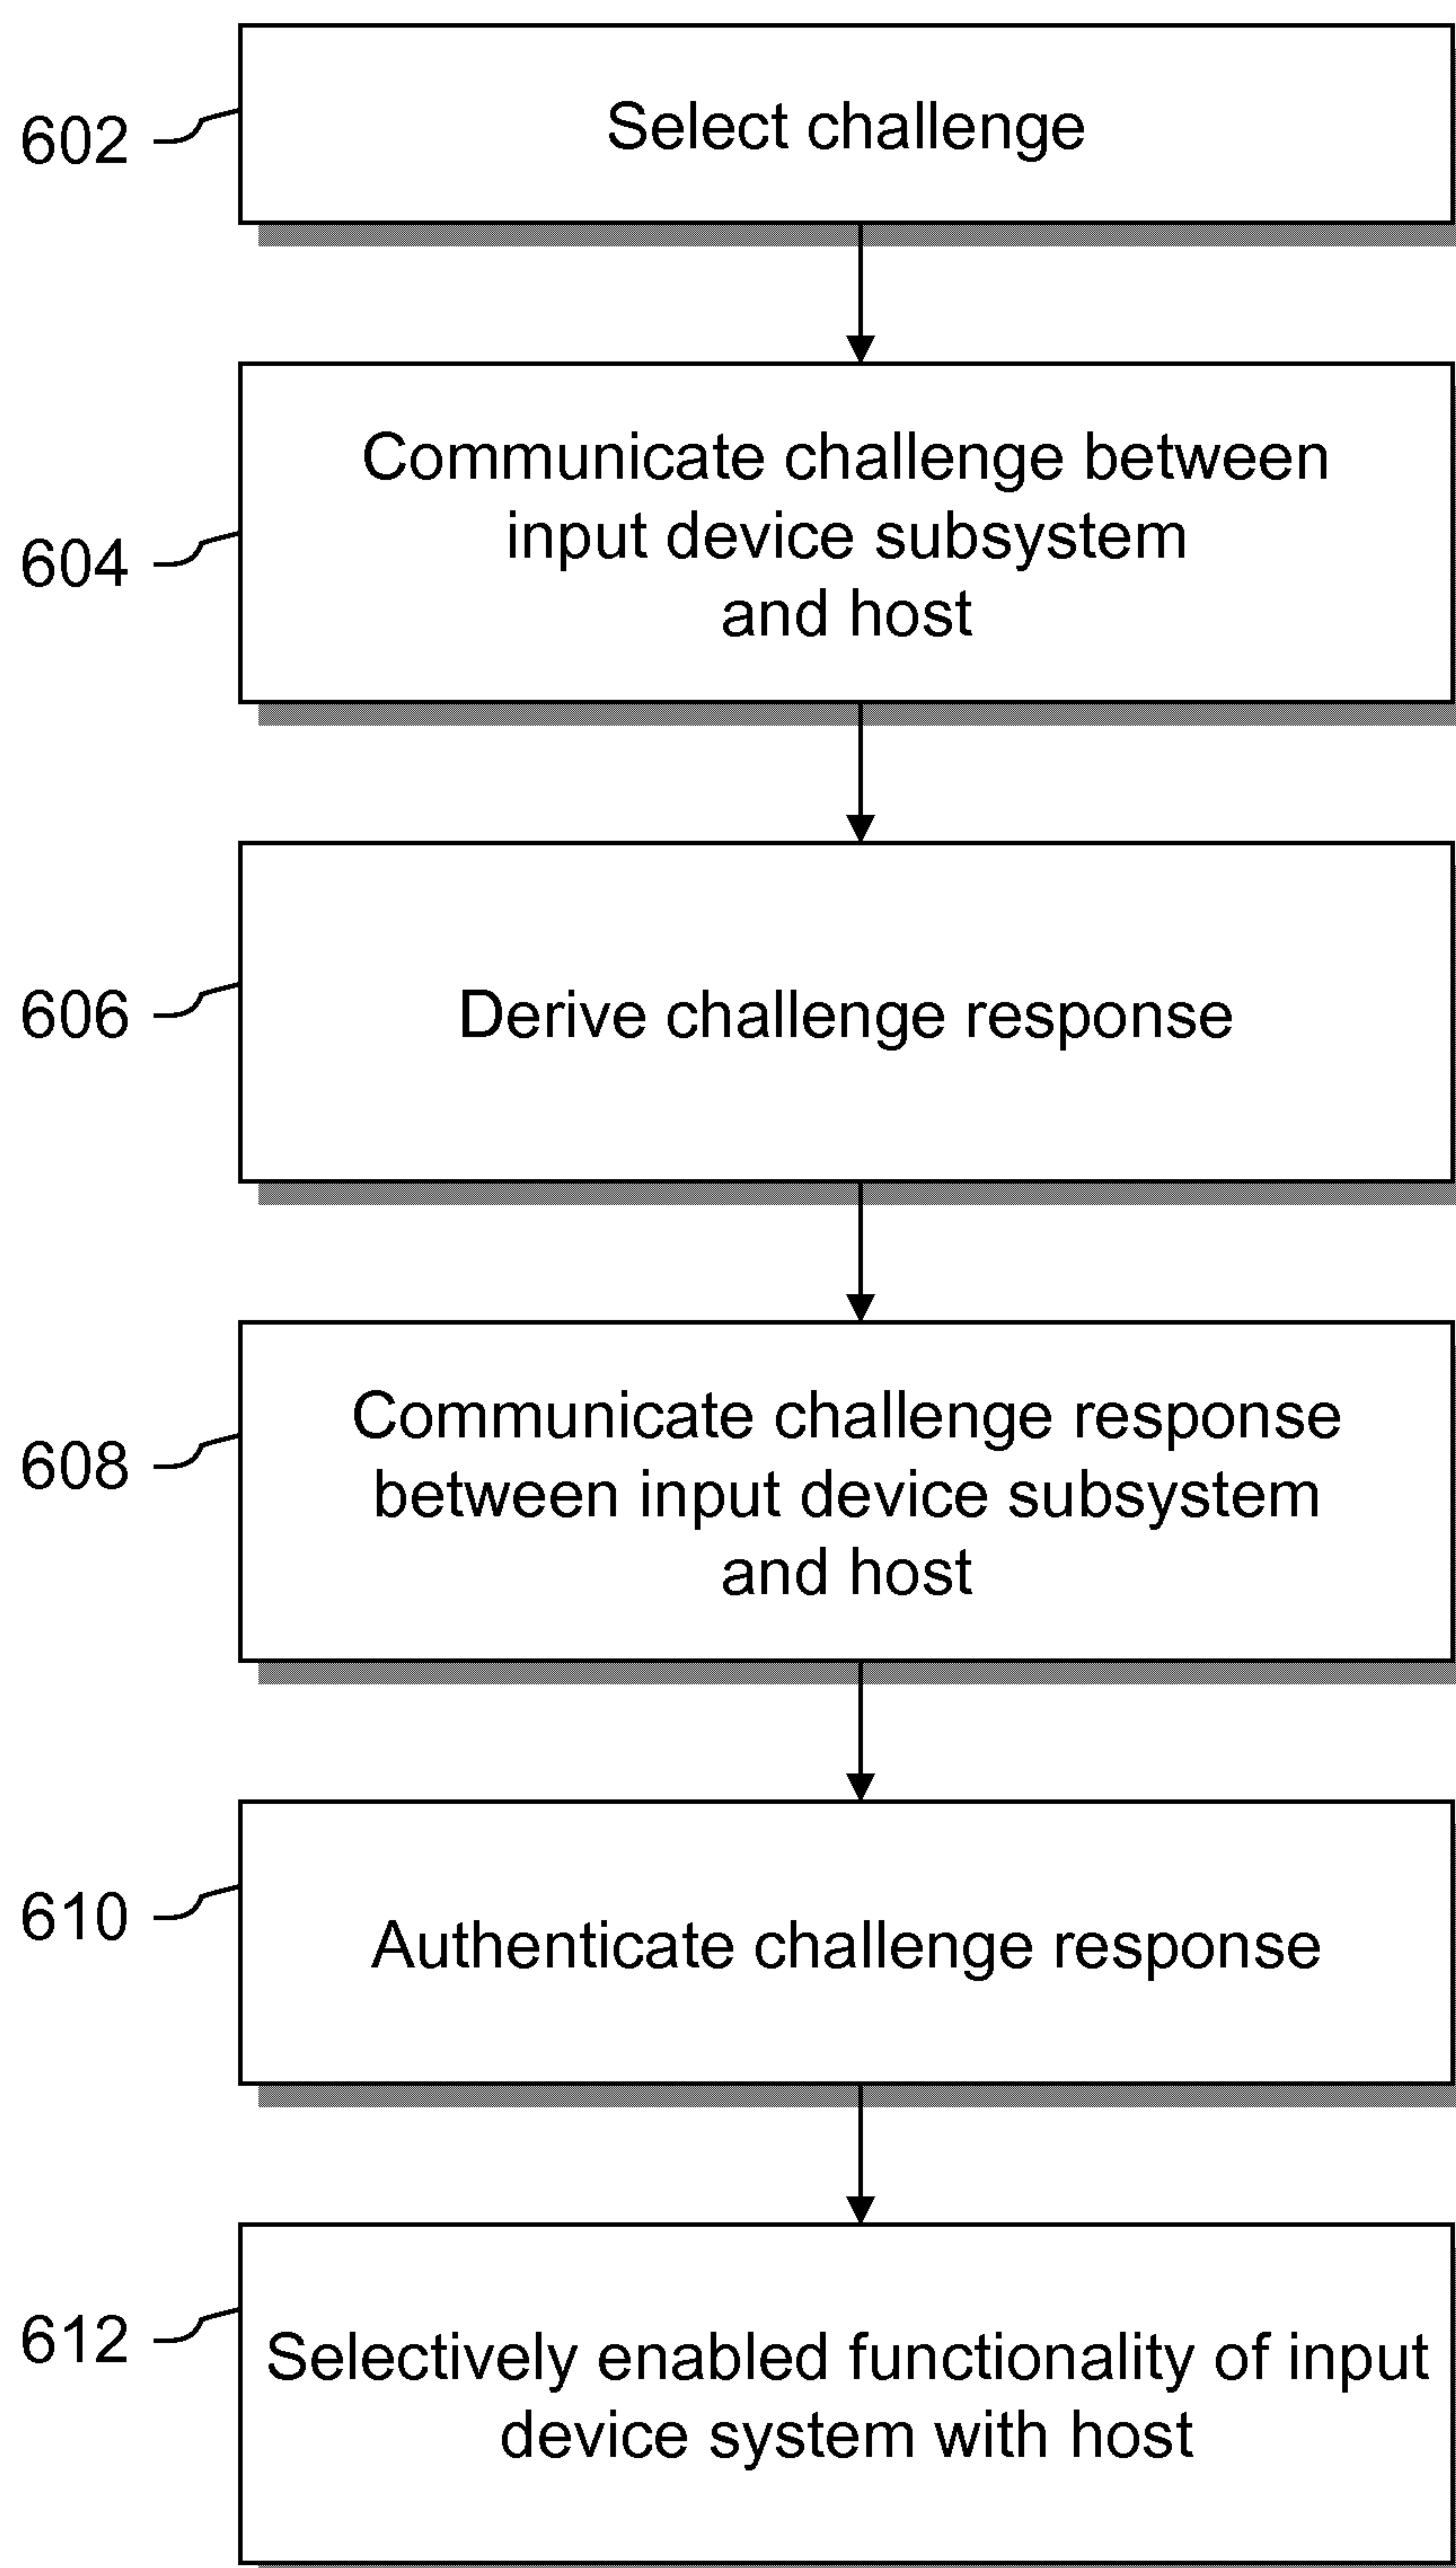 602
Select challenge
604
Communicate challenge between
input device subsystem
and host
606
Derive challenge response
608
Communicate challenge response
between input device subsystem
and host
610
Authenticate challenge response
612
Selectively enabled functionality of input
device system with host